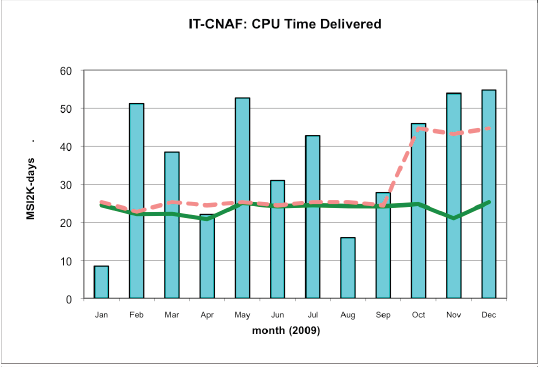 IT-CNAF: CPU Time Delivered
60
50
40
30
20
10
0
MSI2K-days .
Jan Feb Mar Apr May Jun Jul Aug Sep Oct Nov Dec
month (2009)